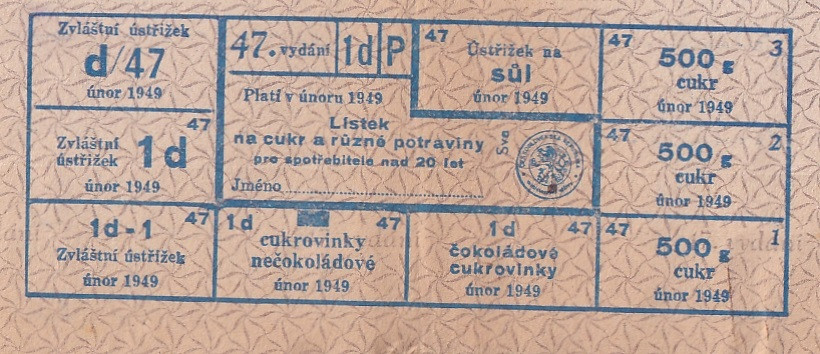 Zvláštní ústřižek
d/47
únor 1949
47
Zvláštní
ústřižek 1d
únor 1949
1d-1 47
Zvláštní ústřižek
únor 1949
47. vydání 1d P
Platí v únoru 1949
Lístek
na cukr a různé potraviny
pro spotřebitele nad 20 let
Jméno
Svc
47
Ústřižek na
sůl
únor 1949
47 3
500 g
cukr
únor 1949
47 2
500 g
cukr
únor 1949
1d 47
cukrovinky
nečokoládové
únor 1949
1d 47
čokoládové
cukrovinky
únor 1949
47 1
500 g
cukr
únor 1949